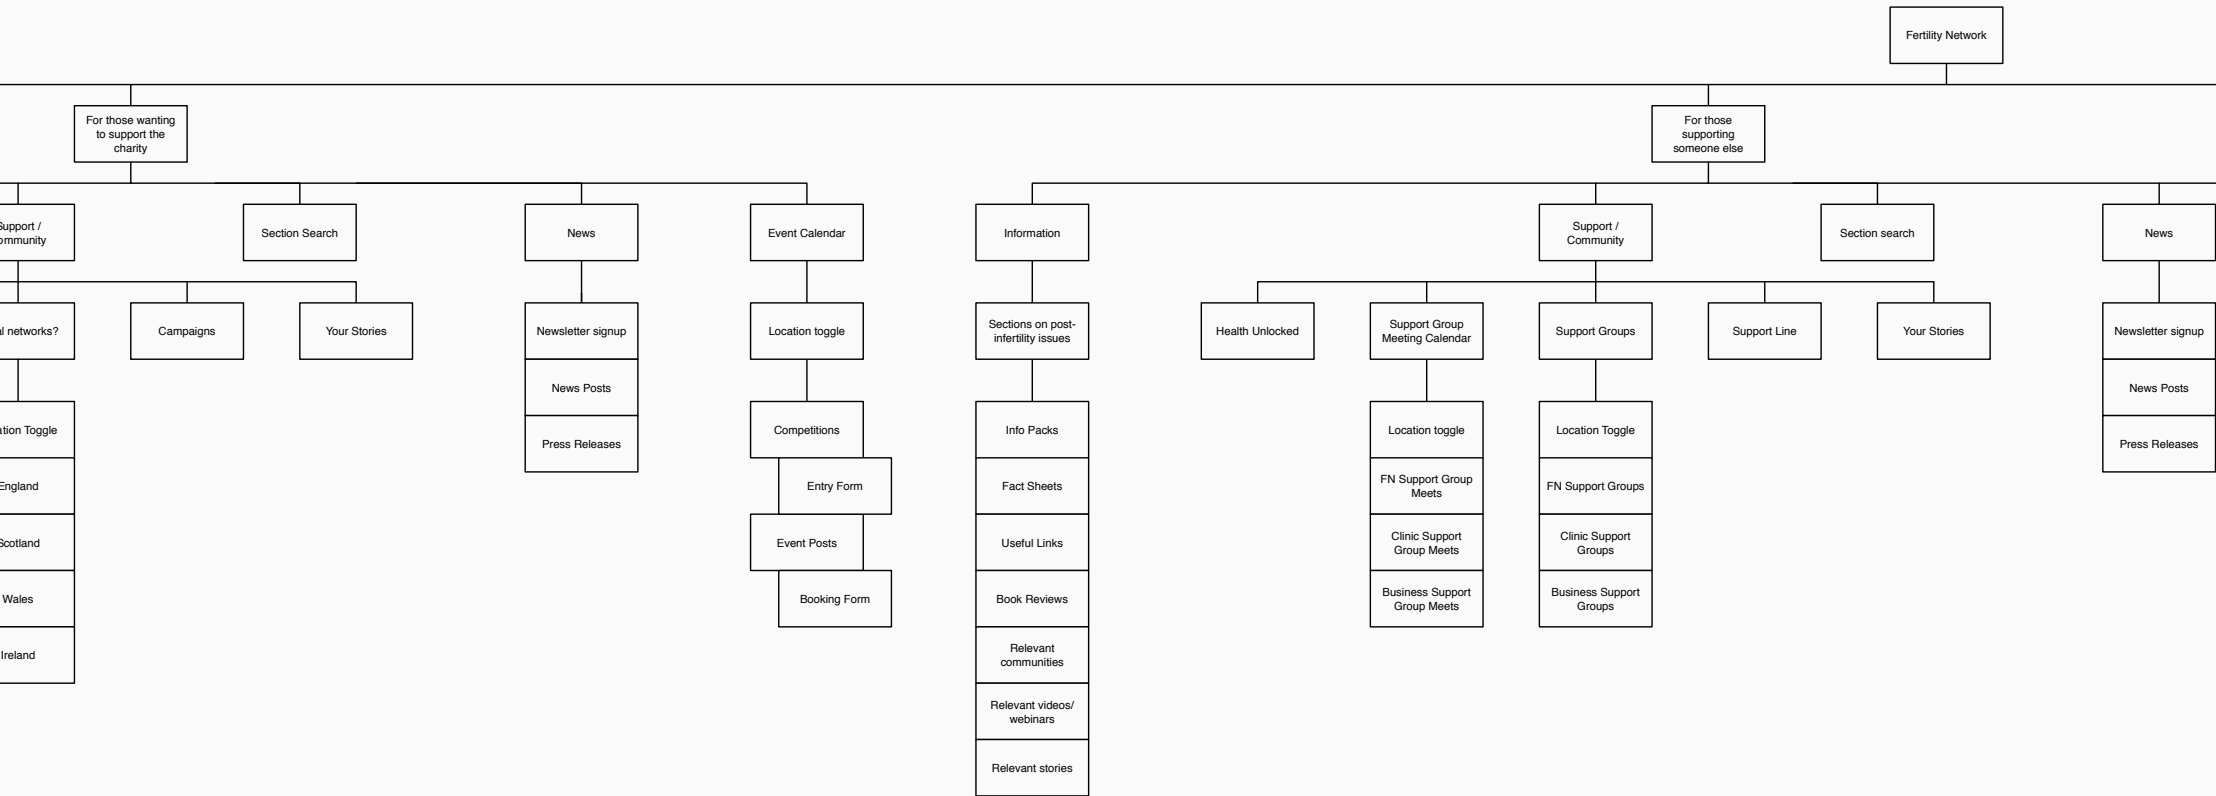 Fertility Network
For those wanting
to support the
charity
For those
supporting
someone else
Support /
Section Search
News
Event Calendar
Information
Support /
Community
Section search
News
networks?
Campaigns
Your Stories
Newsletter signup
News Posts
Press Releases
Location toggle
Sections on post-
infertility issues
Health Unlocked
Support Group
Meeting Calendar
Support Groups
Support Line
Your Stories
Newsletter signup
News Posts
Press Releases
Toggle
England
Scotland
Wales
Ireland
Competitions
Entry Form
Event Posts
Booking Form
Info Packs
Fact Sheets
Useful Links
Book Reviews
Relevant
communities
Relevant videos/
webinars
Relevant stories
Location toggle
FN Support Group
Meets
Clinic Support
Group Meets
Business Support
Group Meets
Location Toggle
FN Support Groups
Clinic Support
Groups
Business Support
Groups